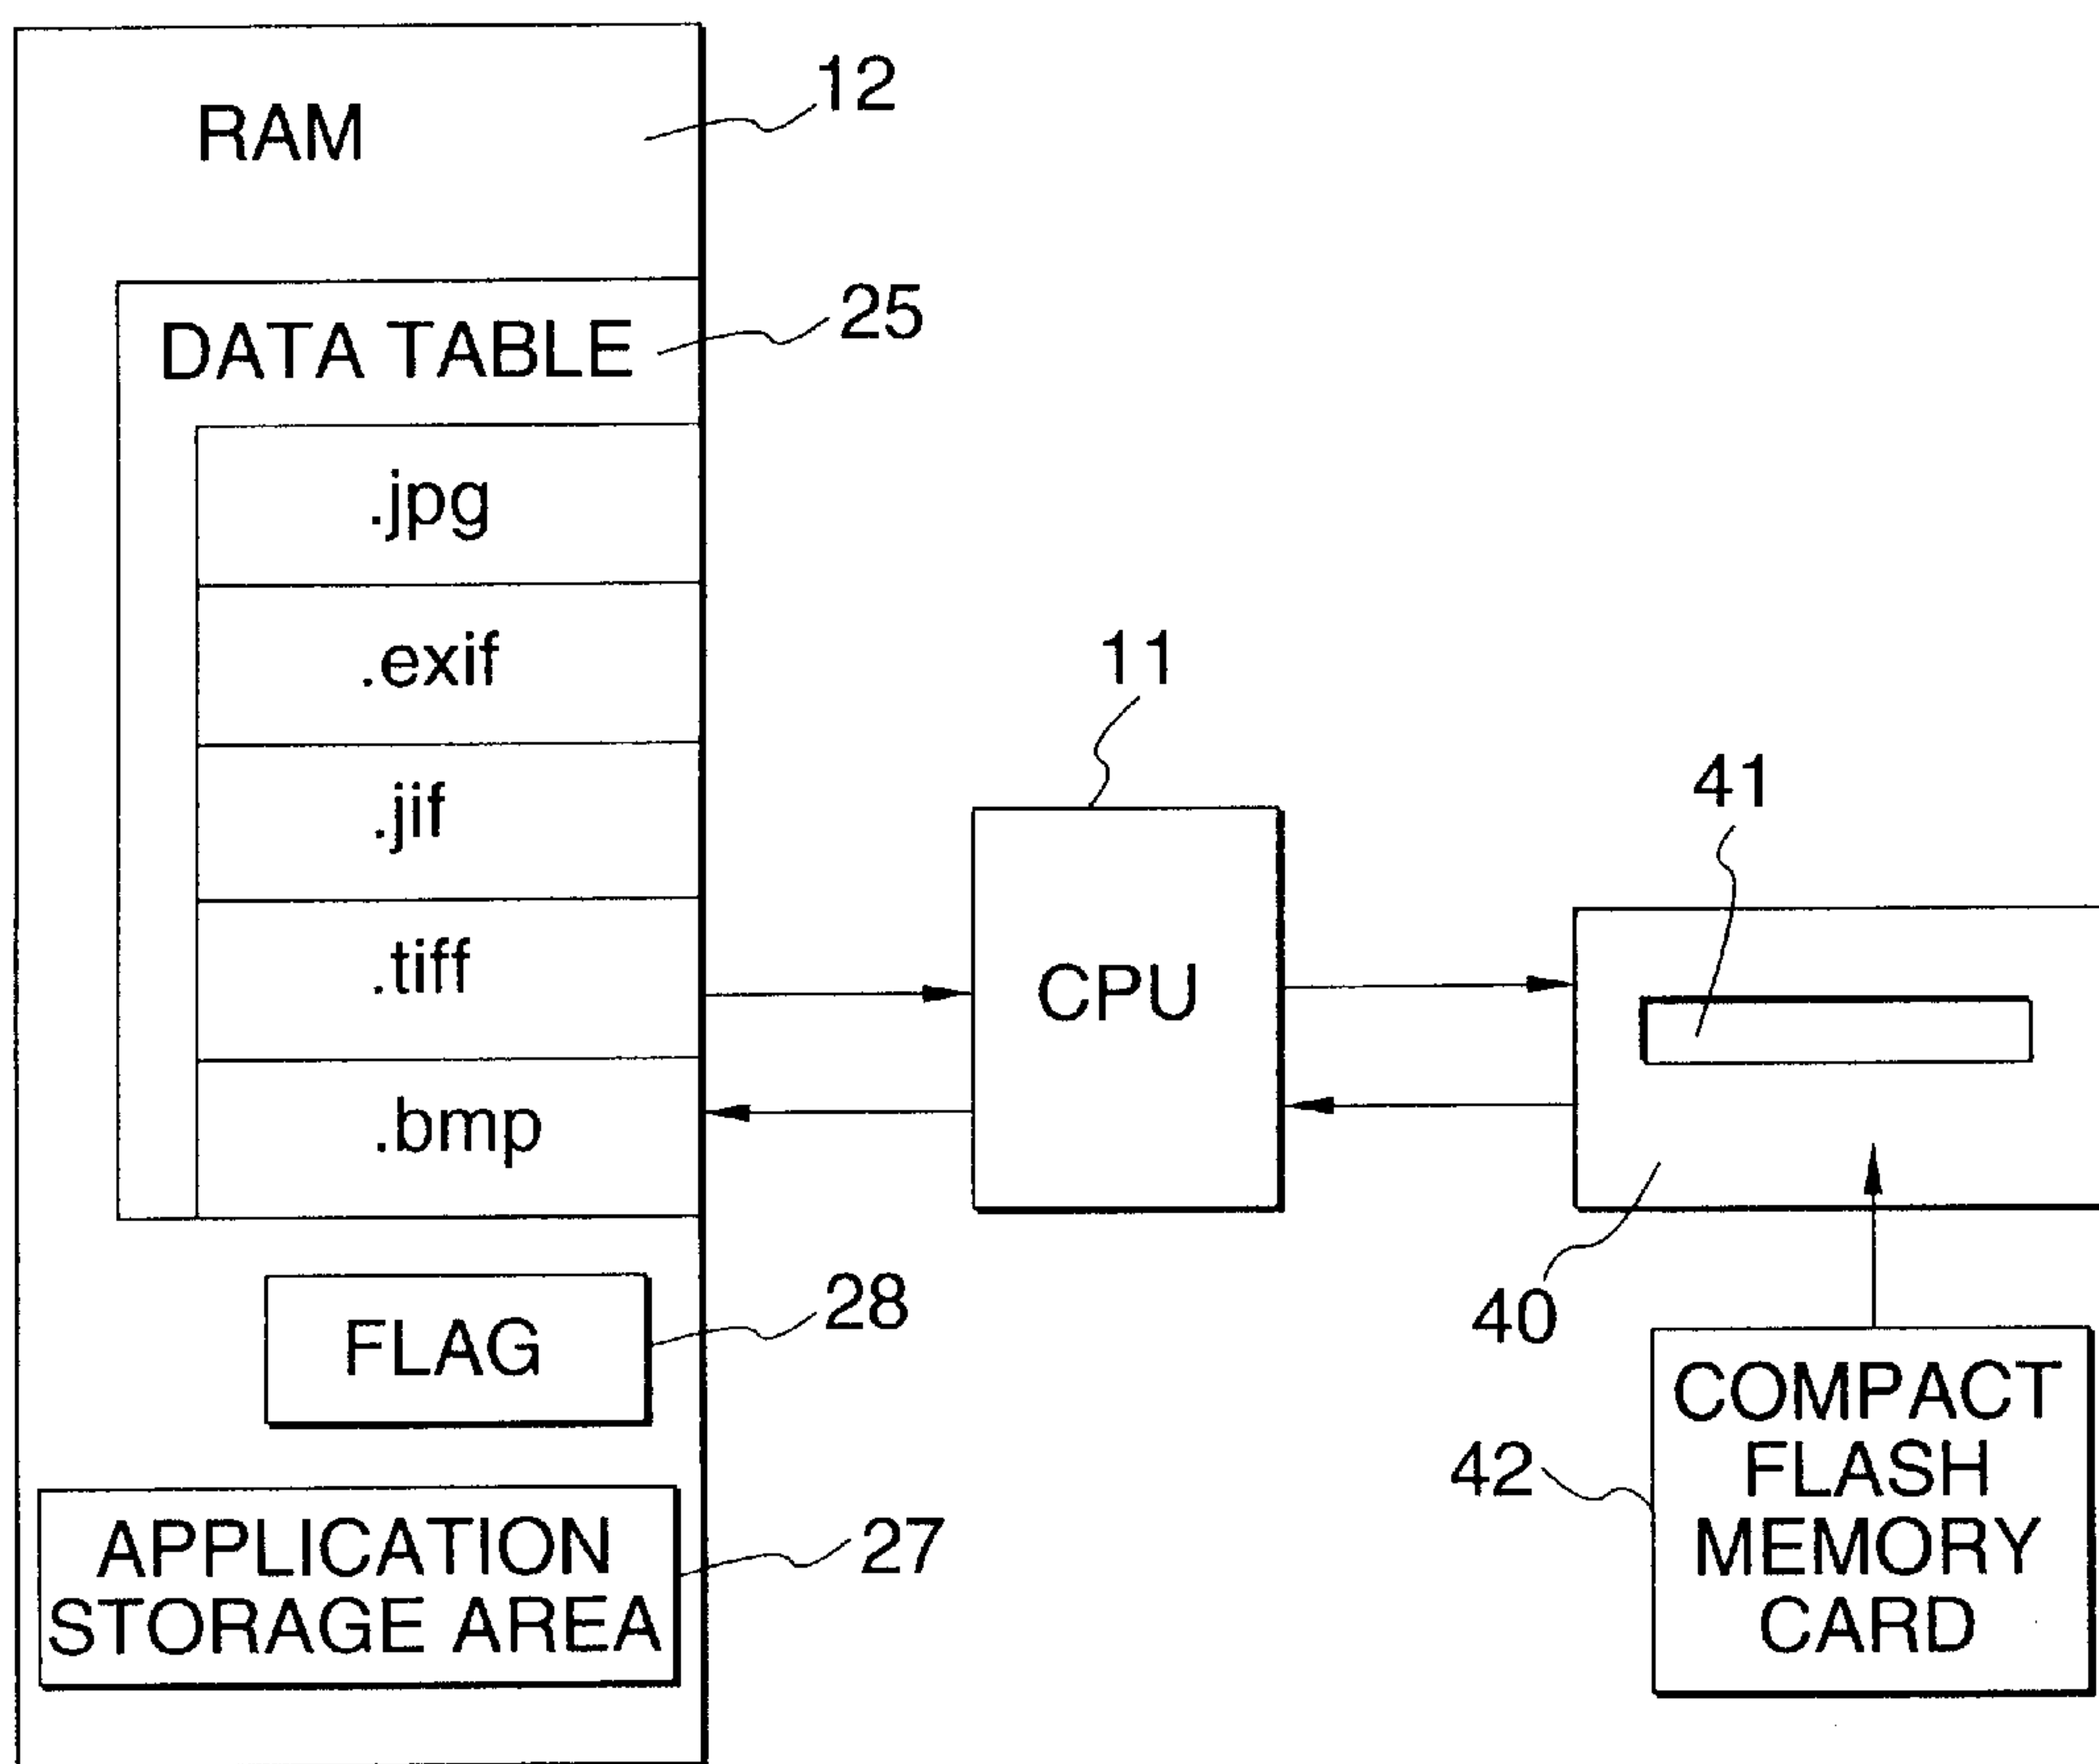 RAM
12
DATA TABLE
25
.jpg
.exif
.jif
.tiff
.bmp
FLAG
28
APPLICATION
STORAGE AREA
27
11
CPU
41
40
42
COMPACT
FLASH
MEMORY
CARD